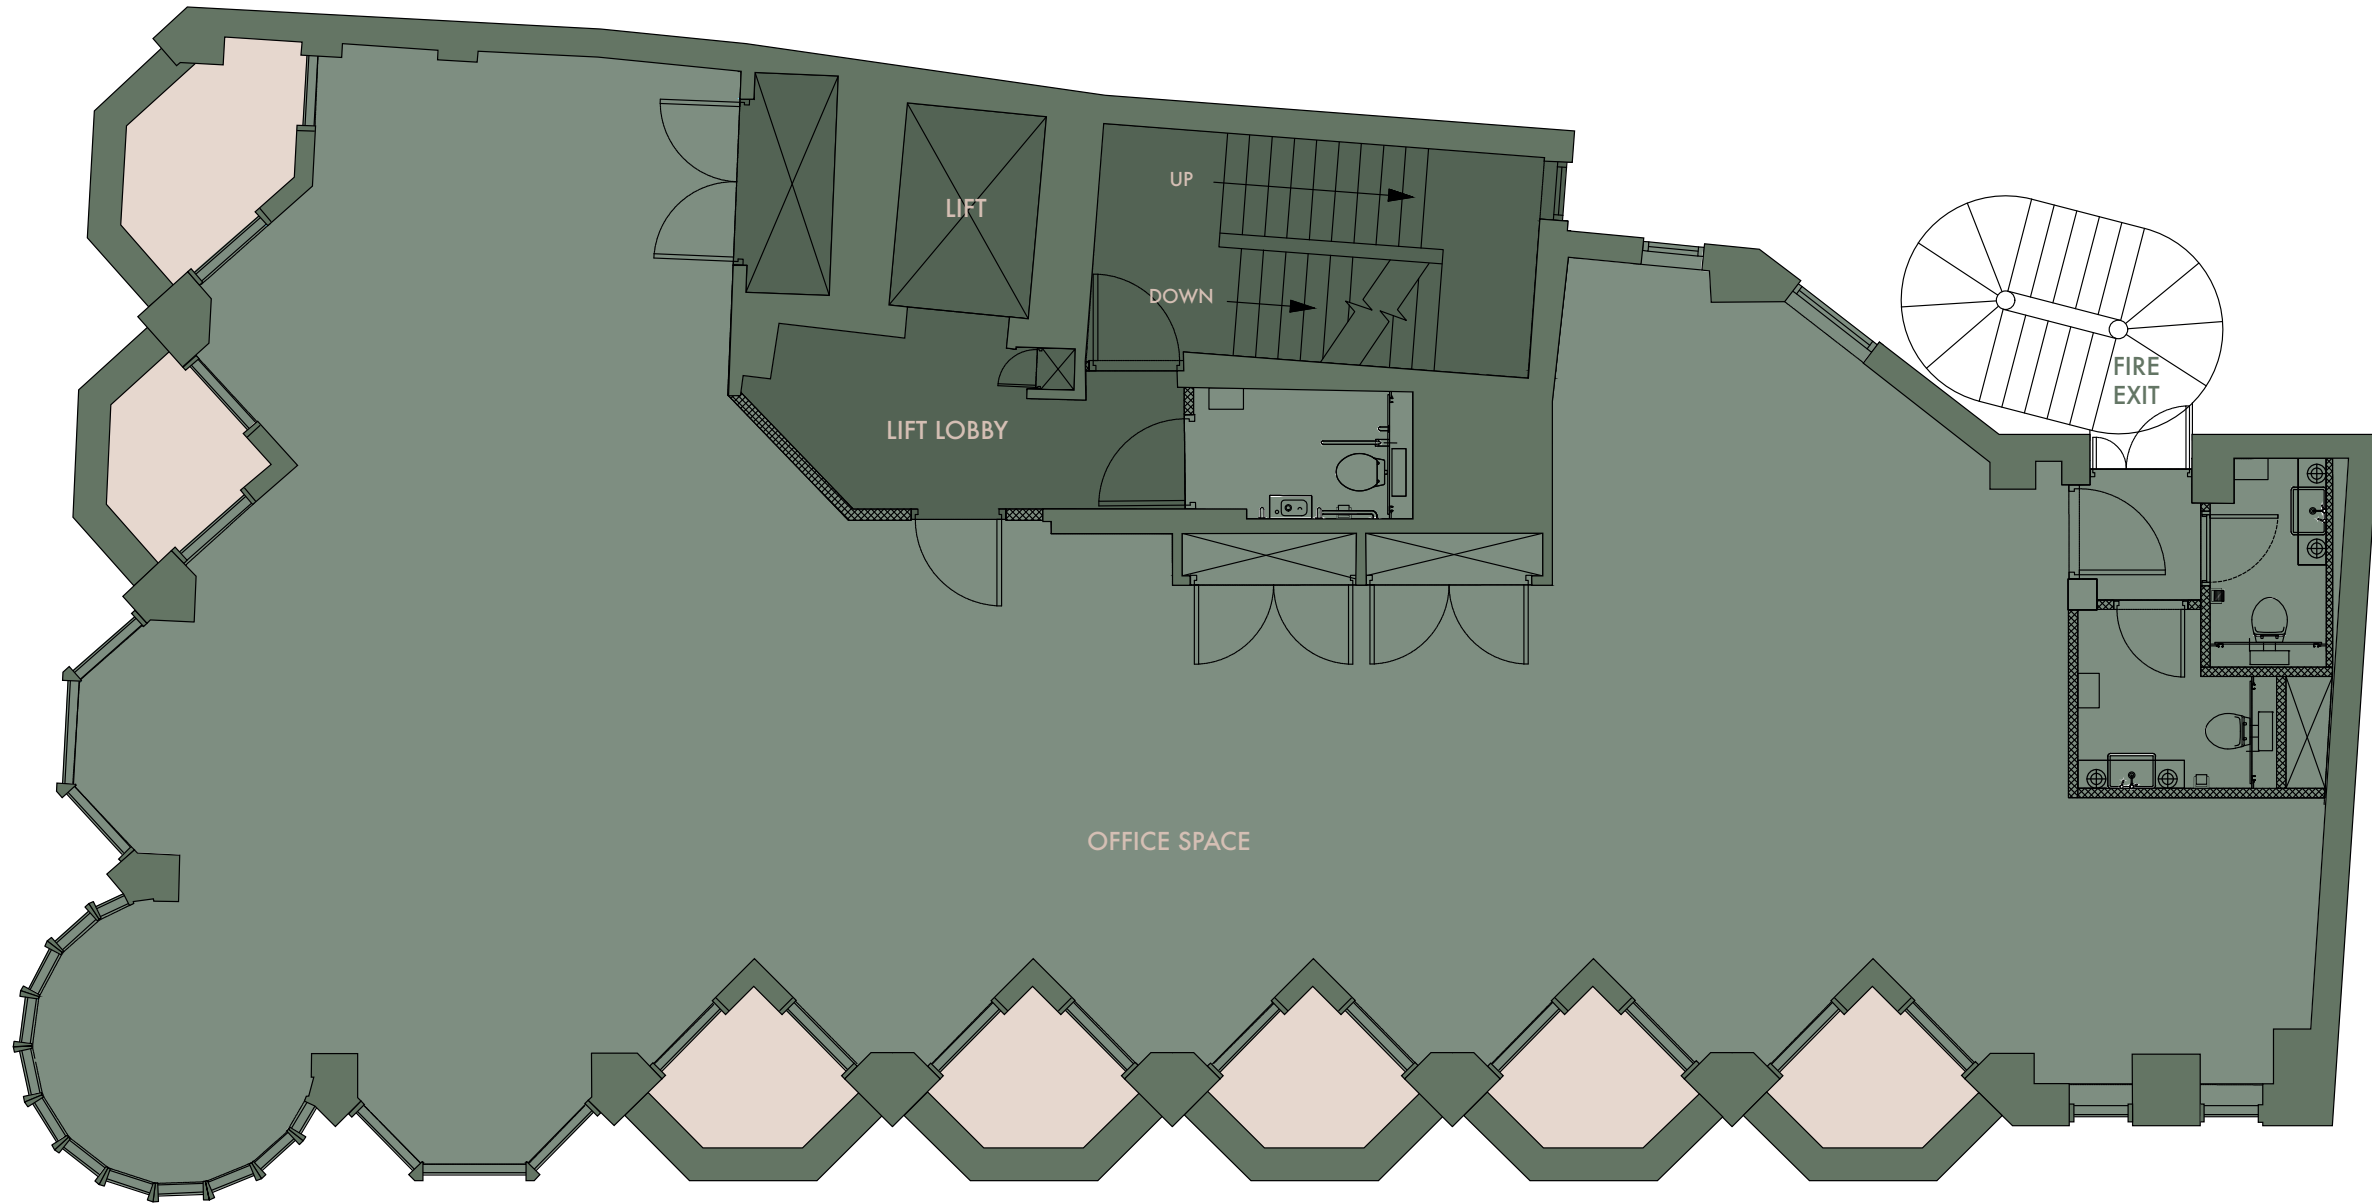 UP
LIFT
DOWN
FIRE
EXIT
LIFT LOBBY
OFFICE SPACE